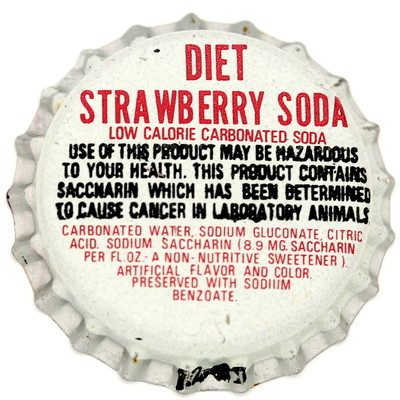 DIET
STRAWBERRY SODA
LOW CALORIE CARBONATED SODA
USE OF THIS PRODUCT MAY BE HAZARDOUS
TO YOUR HEALTH. THIS PRODUCT CONTAINS
SACCHARIN WHICH HAS BEEN DETERMINED
TO CAUSE CANCER IN LABORATORY ANIMALS
CARBONATED WATER, SODIUM GLUCONATE, CITRIC
ACID, SODIUM SACCHARIN (8.9 MG. SACCHARIN
PER FL.OZ.- A NON-NUTRITIVE SWEETENER).
ARTIFICIAL FLAVOR AND COLOR.
PRESERVED WITH SODIUM
BENZOATE.